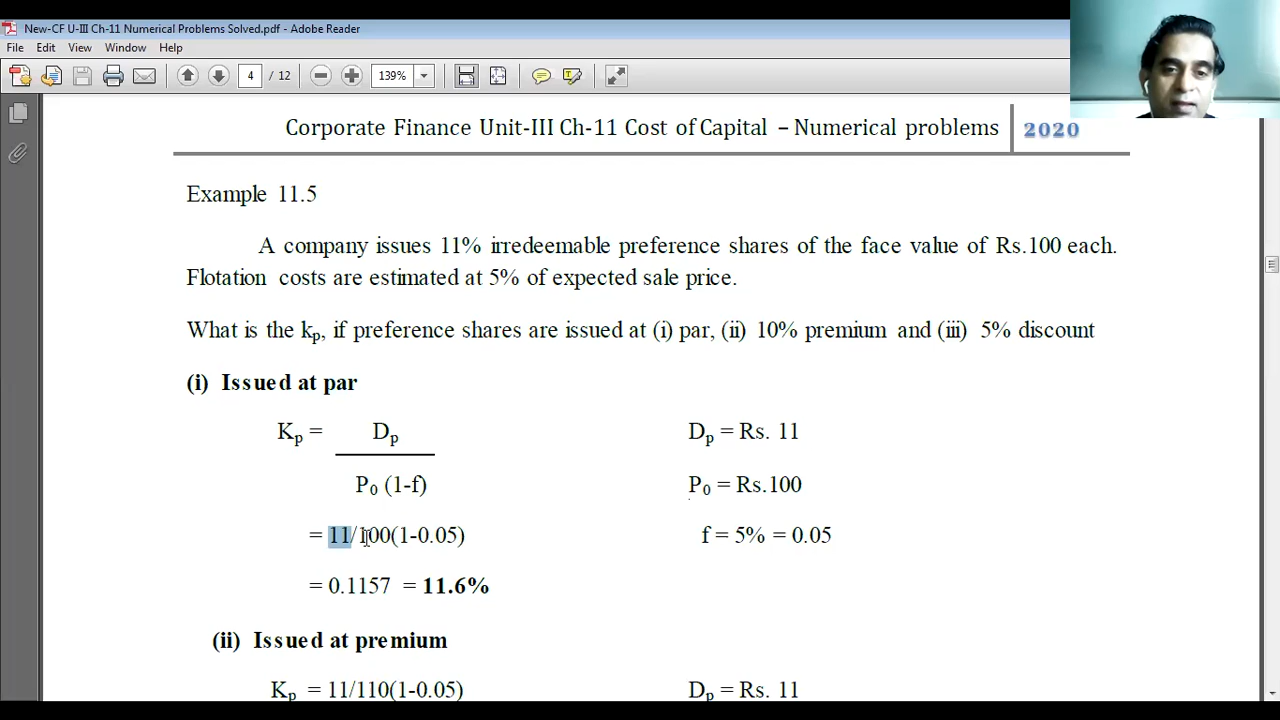 New-CF U-III Ch-11 Numerical Problems Solved.pdf - Adobe Reader
File Edit View Window Help
4 / 12 139%
Corporate Finance Unit-III Ch-11 Cost of Capital – Numerical problems 2020
Example 11.5
A company issues 11% irredeemable preference shares of the face value of Rs.100 each.
Flotation costs are estimated at 5% of expected sale price.
What is the kp, if preference shares are issued at (i) par, (ii) 10% premium and (iii) 5% discount
(i) Issued at par
Kp = Dp Dp = Rs. 11
P0 (1-f) P0 = Rs.100
= 11/100(1-0.05) f = 5% = 0.05
= 0.1157 = 11.6%
(ii) Issued at premium
Kp = 11/110(1-0.05) Dp = Rs. 11